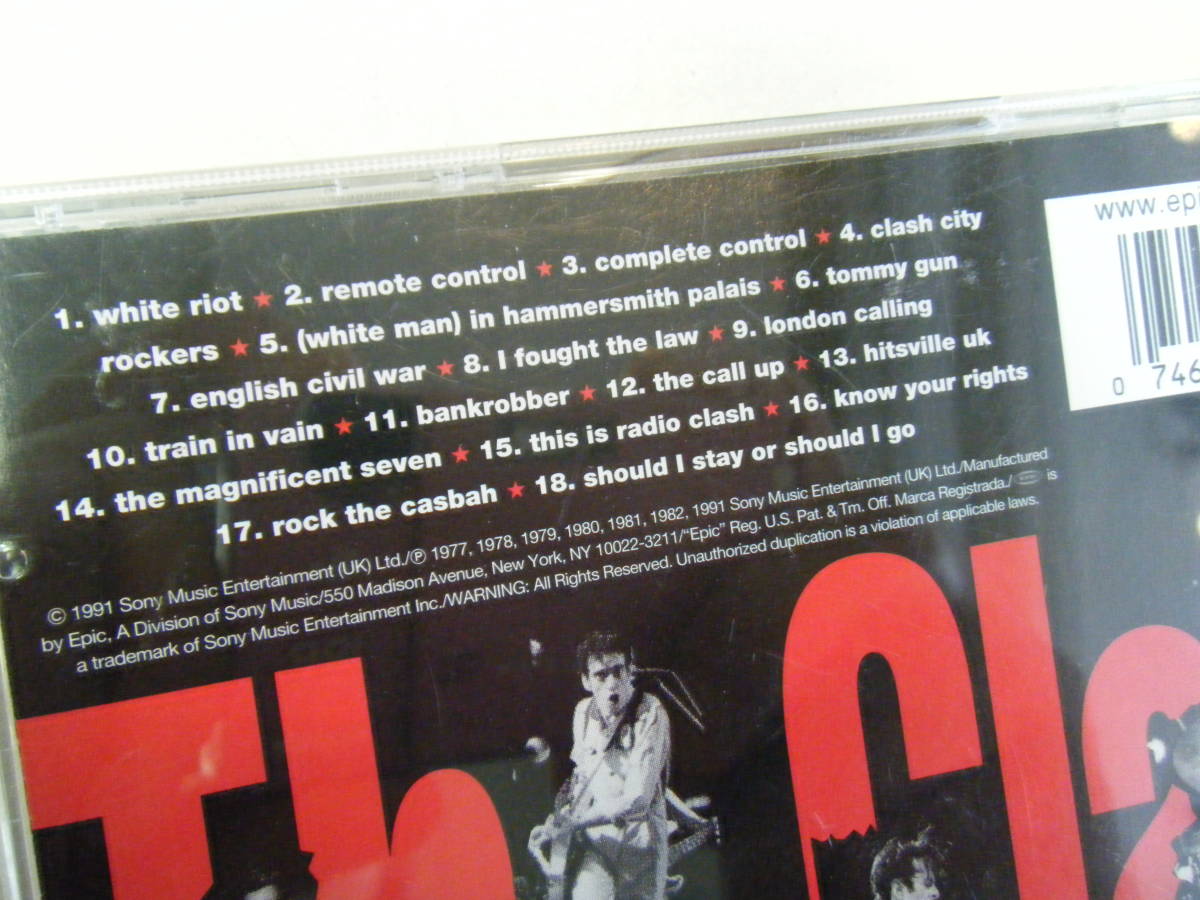 1. white riot ★ 2. remote control ★ 3. complete control ★ 4. clash city
rockers ★ 5. (white man) in hammersmith palais ★ 6. tommy gun
7. english civil war ★ 8. I fought the law ★ 9. london calling
10. train in vain ★ 11. bankrobber ★ 12. the call up ★ 13. hitsville uk
14. the magnificent seven ★ 15. this is radio clash ★ 16. know your rights
17. rock the casbah ★ 18. should I stay or should I go
© 1991 Sony Music Entertainment (UK) Ltd./℗ 1977, 1978, 1979, 1980, 1981, 1982, 1991 Sony Music Entertainment (UK) Ltd./Manufactured
by Epic, A Division of Sony Music/550 Madison Avenue, New York, NY 10022-3211/"Epic" Reg. U.S. Pat. & Tm. Off. Marca Registrada./ is
a trademark of Sony Music Entertainment Inc./WARNING: All Rights Reserved. Unauthorized duplication is a violation of applicable laws.
www.epi
0 746
The Cla